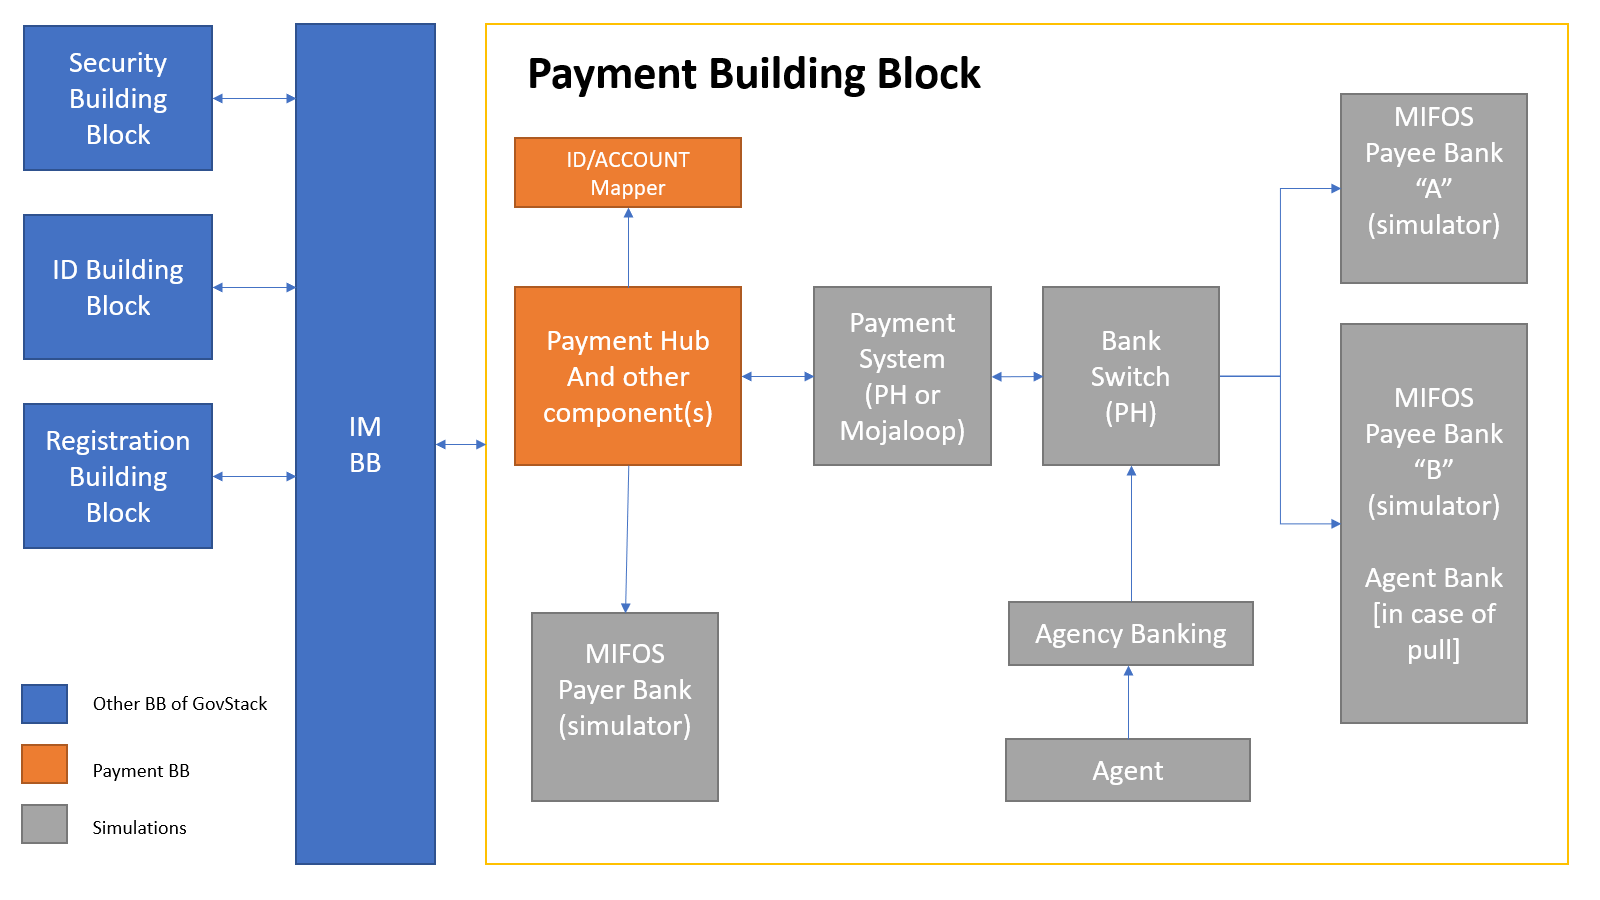 Security
Building
Block
ID Building
Block
Registration
Building
Block
IM
BB
Payment Building Block
ID/ACCOUNT
Mapper
Payment Hub
And other
component(s)
Payment
System
(PH or
Mojaloop)
Bank
Switch
(PH)
MIFOS
Payee Bank
“A”
(simulator)
MIFOS
Payee Bank
“B”
(simulator)
Agent Bank
[in case of
pull]
MIFOS
Payer Bank
(simulator)
Agency Banking
Agent
Other BB of GovStack
Payment BB
Simulations